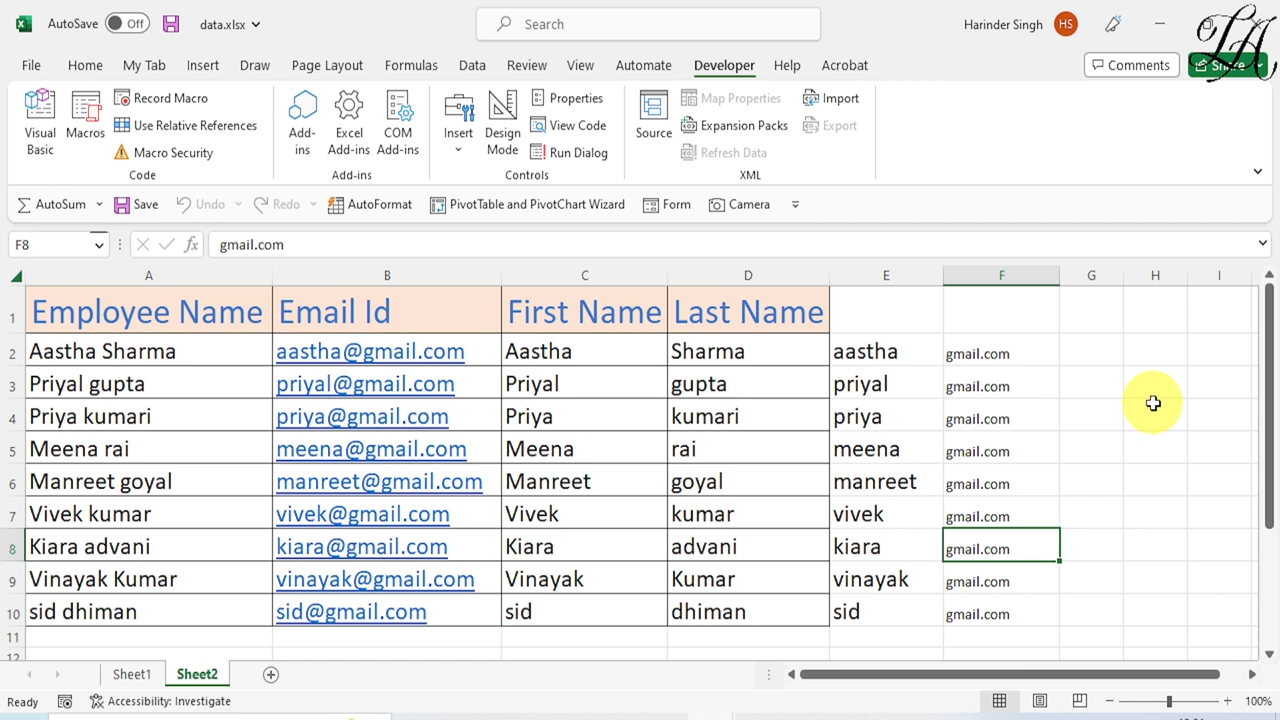 AutoSave Off data.xlsx Search Harinder Singh HS LA
File Home My Tab Insert Draw Page Layout Formulas Data Review View Automate Developer Help Acrobat Comments Share
Visual Basic
Macros
Record Macro
Use Relative References
Macro Security
Code
Add-ins
Excel Add-ins
COM Add-ins
Add-ins
Insert
Design Mode
Properties
View Code
Run Dialog
Controls
Source
Map Properties
Expansion Packs
Refresh Data
Import
Export
XML
AutoSum Save Undo Redo AutoFormat PivotTable and PivotChart Wizard Form Camera
F8 fx gmail.com
A B C D E F G H I
1 Employee Name Email Id First Name Last Name
2 Aastha Sharma aastha@gmail.com Aastha Sharma aastha gmail.com
3 Priyal gupta priyal@gmail.com Priyal gupta priyal gmail.com
4 Priya kumari priya@gmail.com Priya kumari priya gmail.com
5 Meena rai meena@gmail.com Meena rai meena gmail.com
6 Manreet goyal manreet@gmail.com Manreet goyal manreet gmail.com
7 Vivek kumar vivek@gmail.com Vivek kumar vivek gmail.com
8 Kiara advani kiara@gmail.com Kiara advani kiara gmail.com
9 Vinayak Kumar vinayak@gmail.com Vinayak Kumar vinayak gmail.com
10 sid dhiman sid@gmail.com sid dhiman sid gmail.com
11
12
Sheet1 Sheet2
Ready Accessibility: Investigate 100%